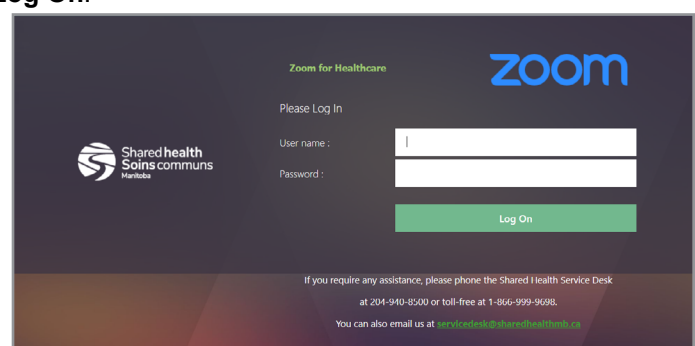 Log On.
Zoom for Healthcare
zoom
Please Log In
User name :
Shared health
Soins communs
Manitoba
Password :
Log On
If you require any assistance, please phone the Shared Health Service Desk
at 204-940-8500 or toll-free at 1-866-999-9698.
You can also email us at servicedesk@sharedhealthmb.ca